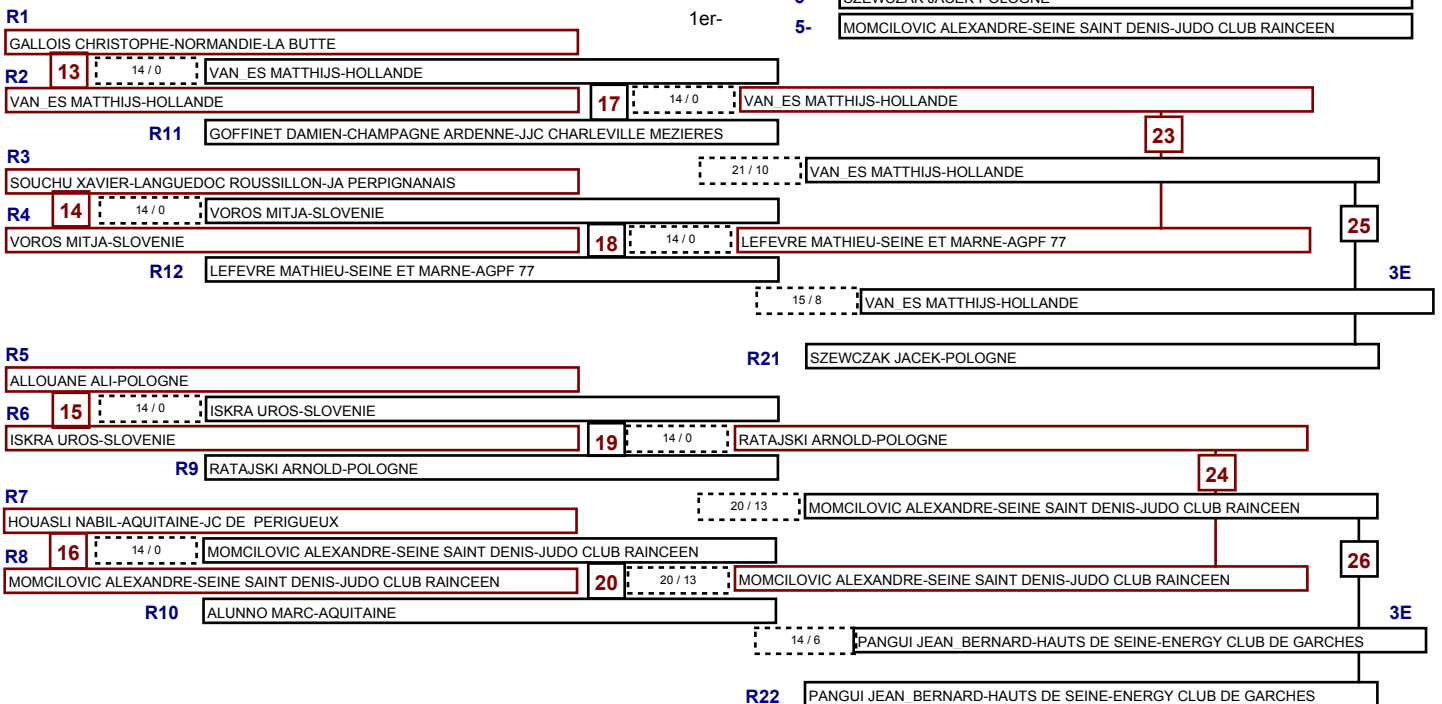 SZEWCZAK JACEK-POLOGNE
R1
1er-
5- MOMCILOVIC ALEXANDRE-SEINE SAINT DENIS-JUDO CLUB RAINCEEN
GALLOIS CHRISTOPHE-NORMANDIE-LA BUTTE
R2 13 14 / 0 VAN_ES MATTHIJS-HOLLANDE
VAN_ES MATTHIJS-HOLLANDE 17 14 / 0 VAN_ES MATTHIJS-HOLLANDE
R11 GOFFINET DAMIEN-CHAMPAGNE ARDENNE-JJC CHARLEVILLE MEZIERES 23
R3
21 / 10 VAN_ES MATTHIJS-HOLLANDE
SOUCHU XAVIER-LANGUEDOC ROUSSILLON-JA PERPIGNANAIS
R4 14 14 / 0 VOROS MITJA-SLOVENIE 25
VOROS MITJA-SLOVENIE 18 14 / 0 LEFEVRE MATHIEU-SEINE ET MARNE-AGPF 77
R12 LEFEVRE MATHIEU-SEINE ET MARNE-AGPF 77 3E
15 / 8 VAN_ES MATTHIJS-HOLLANDE
R5
R21 SZEWCZAK JACEK-POLOGNE
ALLOUANE ALI-POLOGNE
R6 15 14 / 0 ISKRA UROS-SLOVENIE
ISKRA UROS-SLOVENIE 19 14 / 0 RATAJSKI ARNOLD-POLOGNE
R9 RATAJSKI ARNOLD-POLOGNE 24
R7
20 / 13 MOMCILOVIC ALEXANDRE-SEINE SAINT DENIS-JUDO CLUB RAINCEEN
HOUASLI NABIL-AQUITAINE-JC DE PERIGUEUX
R8 16 14 / 0 MOMCILOVIC ALEXANDRE-SEINE SAINT DENIS-JUDO CLUB RAINCEEN 26
MOMCILOVIC ALEXANDRE-SEINE SAINT DENIS-JUDO CLUB RAINCEEN 20 20 / 13 MOMCILOVIC ALEXANDRE-SEINE SAINT DENIS-JUDO CLUB RAINCEEN
R10 ALUNNO MARC-AQUITAINE 3E
14 / 6 PANGUI JEAN_BERNARD-HAUTS DE SEINE-ENERGY CLUB DE GARCHES
R22 PANGUI JEAN_BERNARD-HAUTS DE SEINE-ENERGY CLUB DE GARCHES